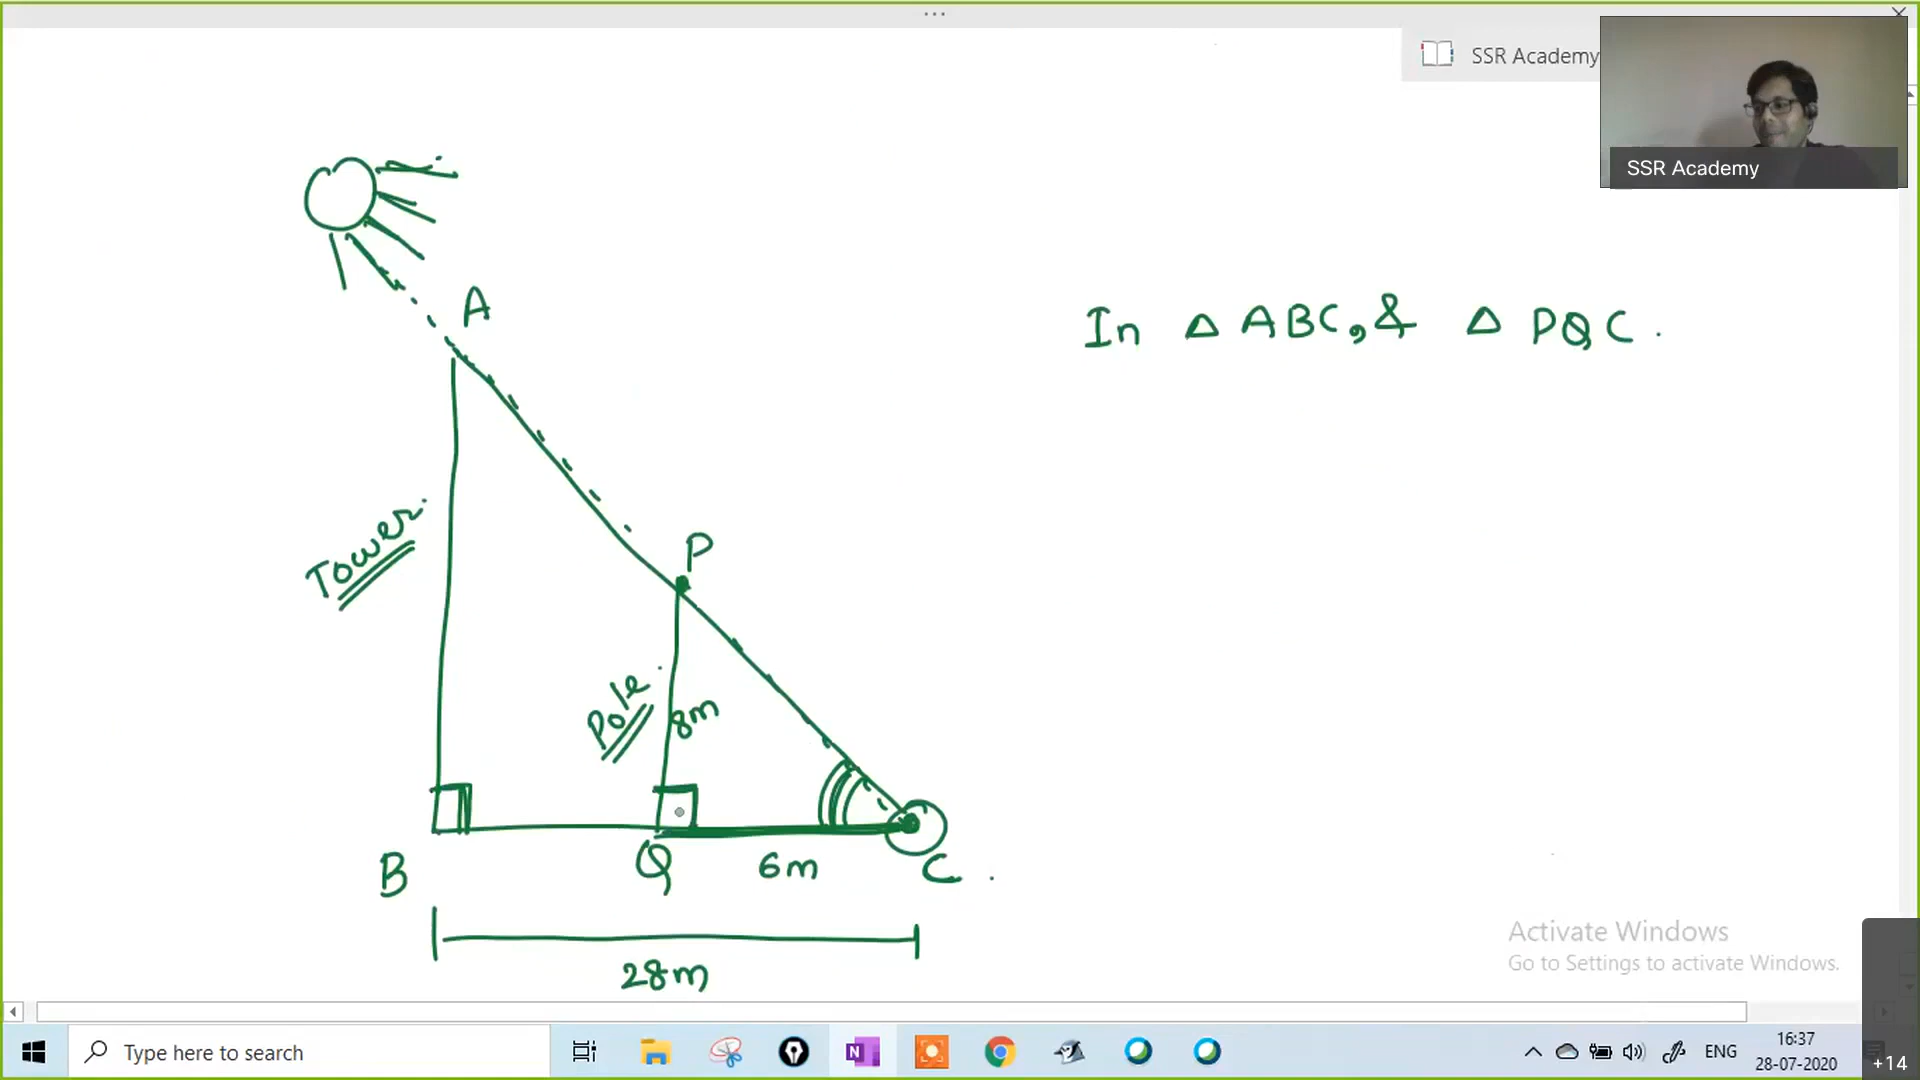 SSR Academy
SSR Academy
A
In △ ABC, & △ PQC.
Tower
P
Pole
8m
B
Q
6m
C
28m
Activate Windows
Go to Settings to activate Windows.
Type here to search
N
ENG
16:37
28-07-2020
+14